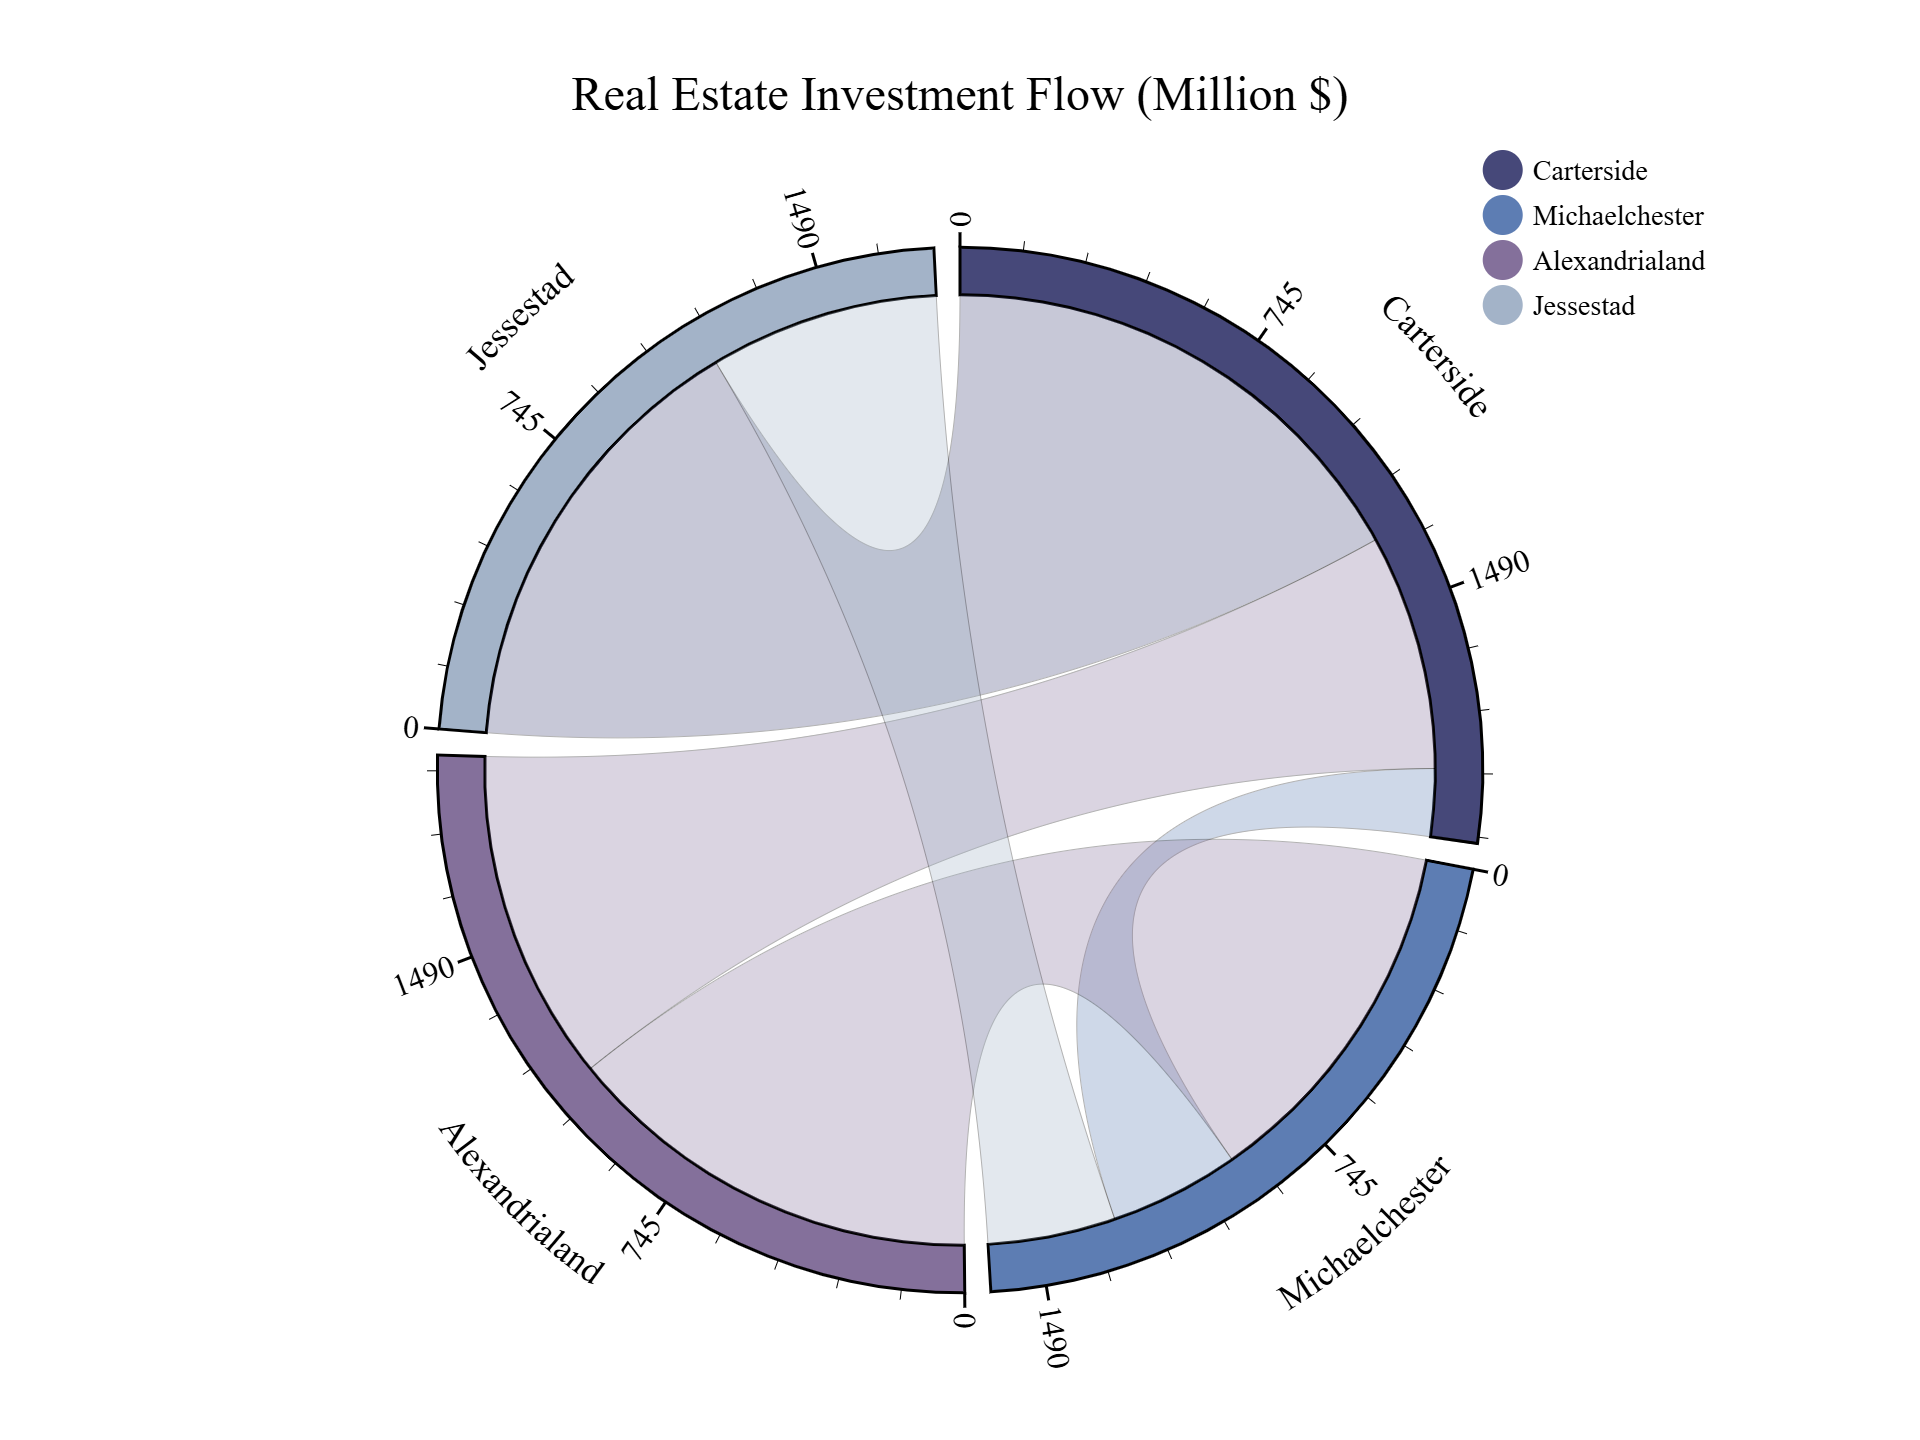 Real Estate Investment Flow (Million $)
Carterside
Michaelchester
Alexandrialand
Jessestad
0
745
1490
Carterside
0
745
1490
Michaelchester
0
745
1490
Alexandrialand
0
745
1490
Jessestad